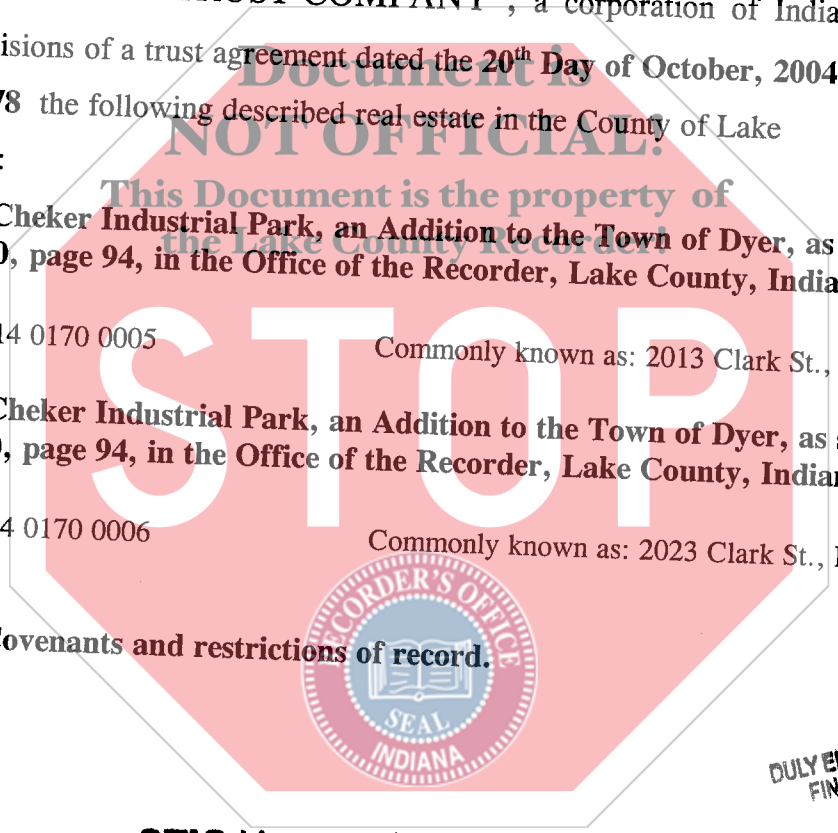 COMPANY , a corporation of India
isions of a trust agreement dated the 20th Day of October, 2004
78 the following described real estate in the County of Lake
:
Document is
NOT OFFICIAL!
This Document is the property of
the Lake County Recorder!
Cheker Industrial Park, an Addition to the Town of Dyer, as
0, page 94, in the Office of the Recorder, Lake County, India
14 0170 0005 Commonly known as: 2013 Clark St.,
STOP
Cheker Industrial Park, an Addition to the Town of Dyer, as
0, page 94, in the Office of the Recorder, Lake County, Indian
4 0170 0006 Commonly known as: 2023 Clark St.,
Covenants and restrictions of record.
RECORDER'S OFFICE
SEAL
INDIANA
DULY E
FIN